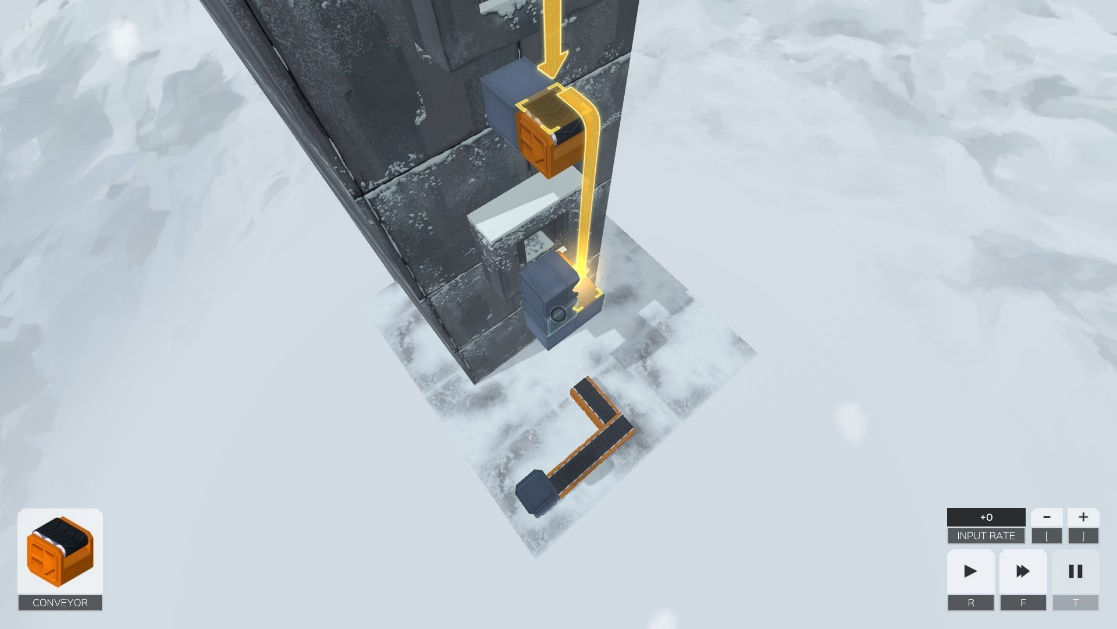 CONVEYOR
+0
INPUT RATE
-
+
[
]
R
F
T